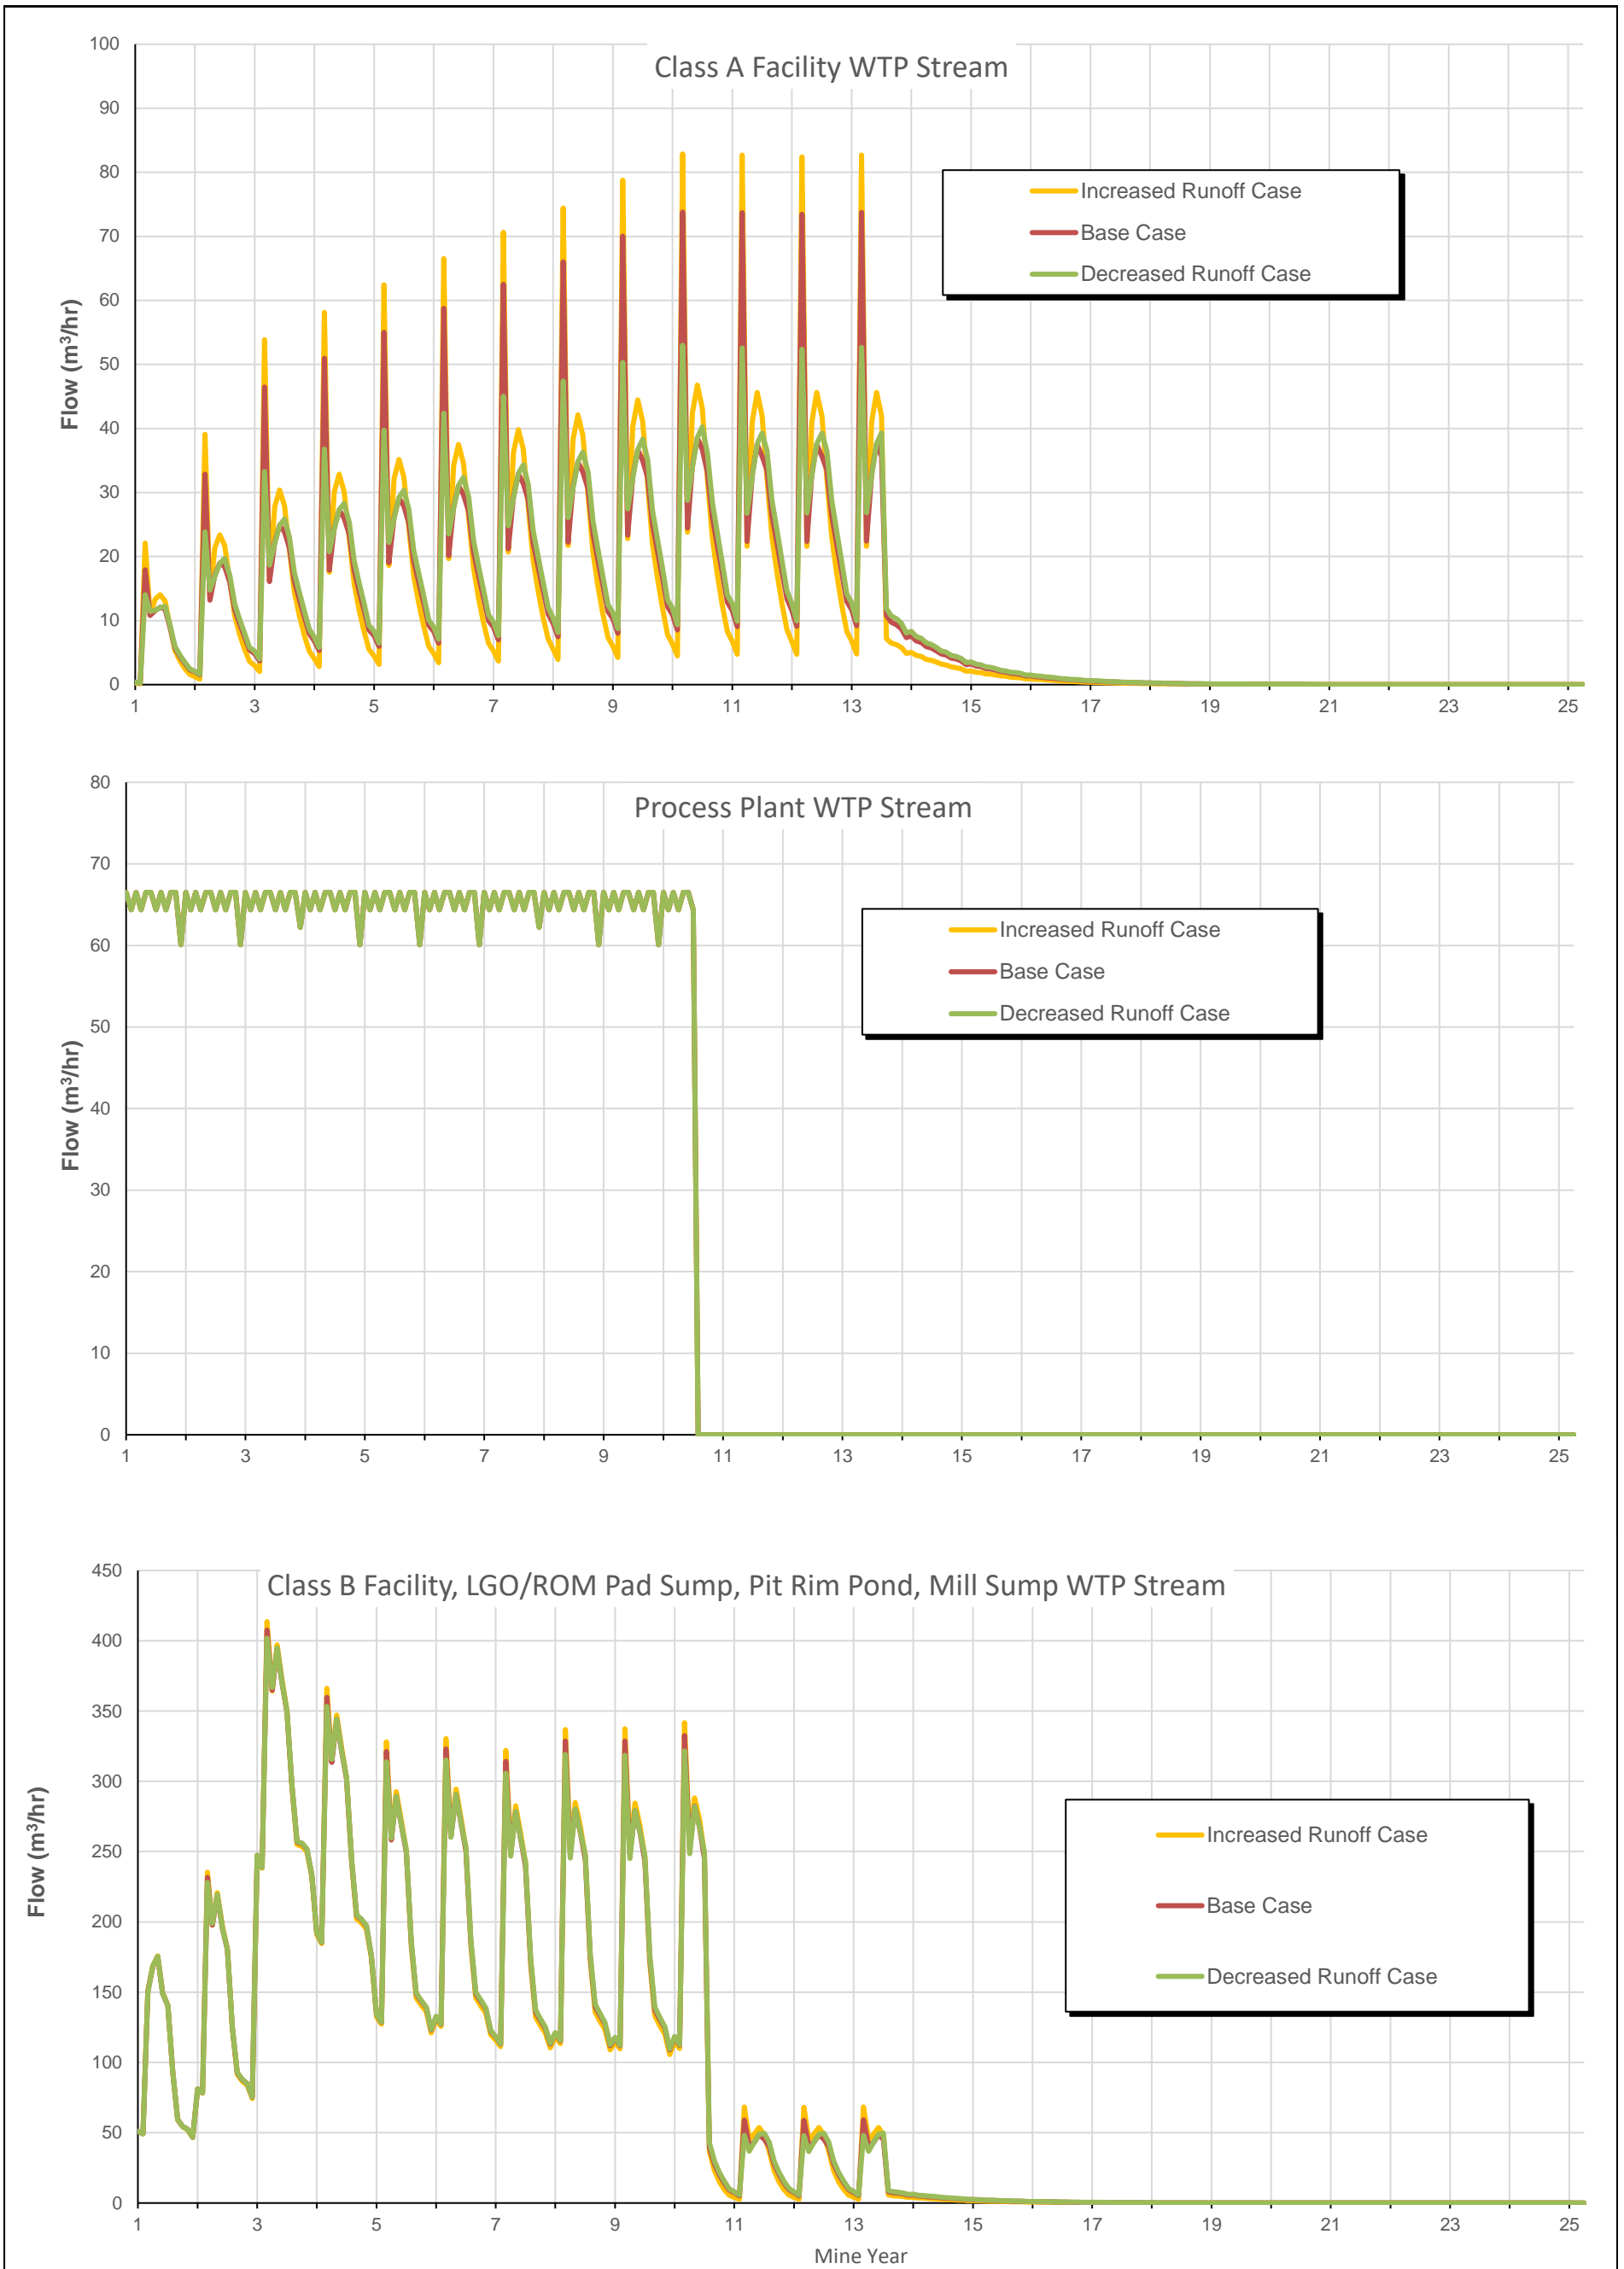 Class A Facility WTP Stream
100
90
80
70
60
50
40
30
20
10
0
Flow (m³/hr)
Increased Runoff Case
Base Case
Decreased Runoff Case
1 3 5 7 9 11 13 15 17 19 21 23 25
Process Plant WTP Stream
80
70
60
50
40
30
20
10
0
Flow (m³/hr)
Increased Runoff Case
Base Case
Decreased Runoff Case
1 3 5 7 9 11 13 15 17 19 21 23 25
Class B Facility, LGO/ROM Pad Sump, Pit Rim Pond, Mill Sump WTP Stream
450
400
350
300
250
200
150
100
50
0
Flow (m³/hr)
Increased Runoff Case
Base Case
Decreased Runoff Case
1 3 5 7 9 11 13 15 17 19 21 23 25
Mine Year